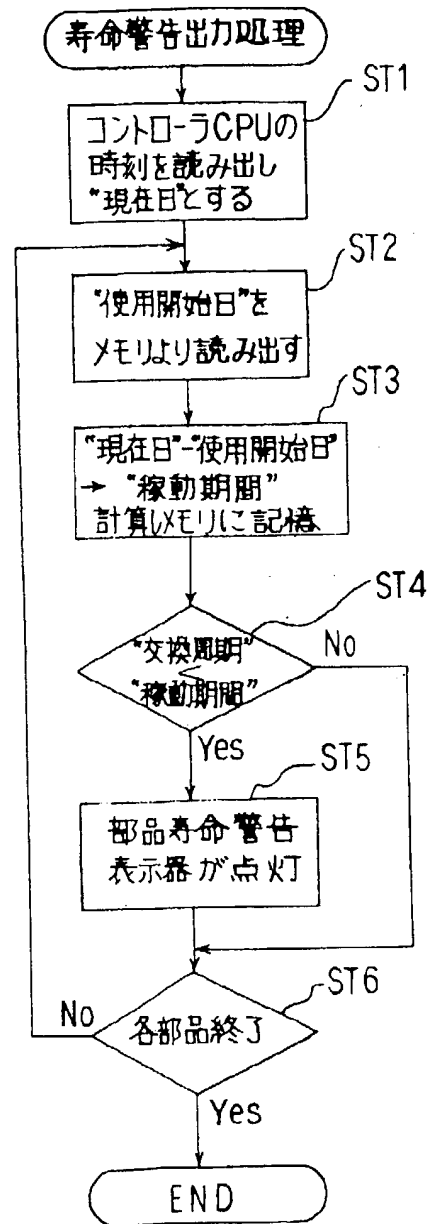 寿命警告出力処理
ST1
コントローラCPUの
時刻を読み出し
"現在日"とする
ST2
"使用開始日"を
メモリより読み出す
ST3
"現在日"-"使用開始日"
→ "稼動期間"
計算しメモリに記憶
ST4
"交換周期"
<
"稼動期間"
No
Yes
ST5
部品寿命警告
表示器が点灯
ST6
No
各部品終了
Yes
END